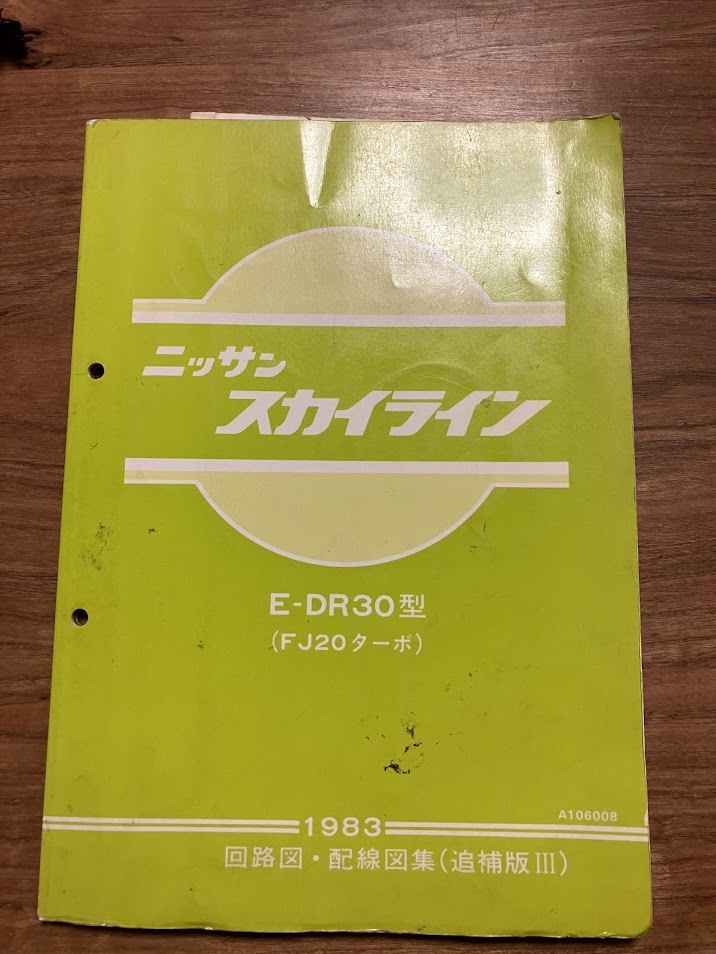 ニッサン
スカイライン
E-DR30型
(FJ20ターボ)
A106008
1983
回路図・配線図集(追補版III)